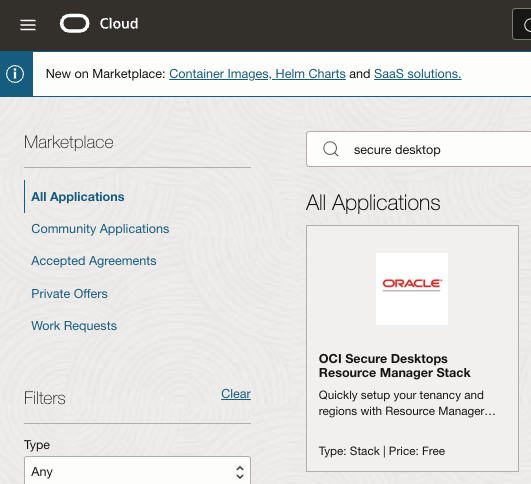 Cloud
New on Marketplace: Container Images, Helm Charts and SaaS solutions.
Marketplace
All Applications
Community Applications
Accepted Agreements
Private Offers
Work Requests
Filters
Clear
Type
Any
secure desktop
All Applications
ORACLE
OCI Secure Desktops
Resource Manager Stack
Quickly setup your tenancy and
regions with Resource Manager...
Type: Stack | Price: Free